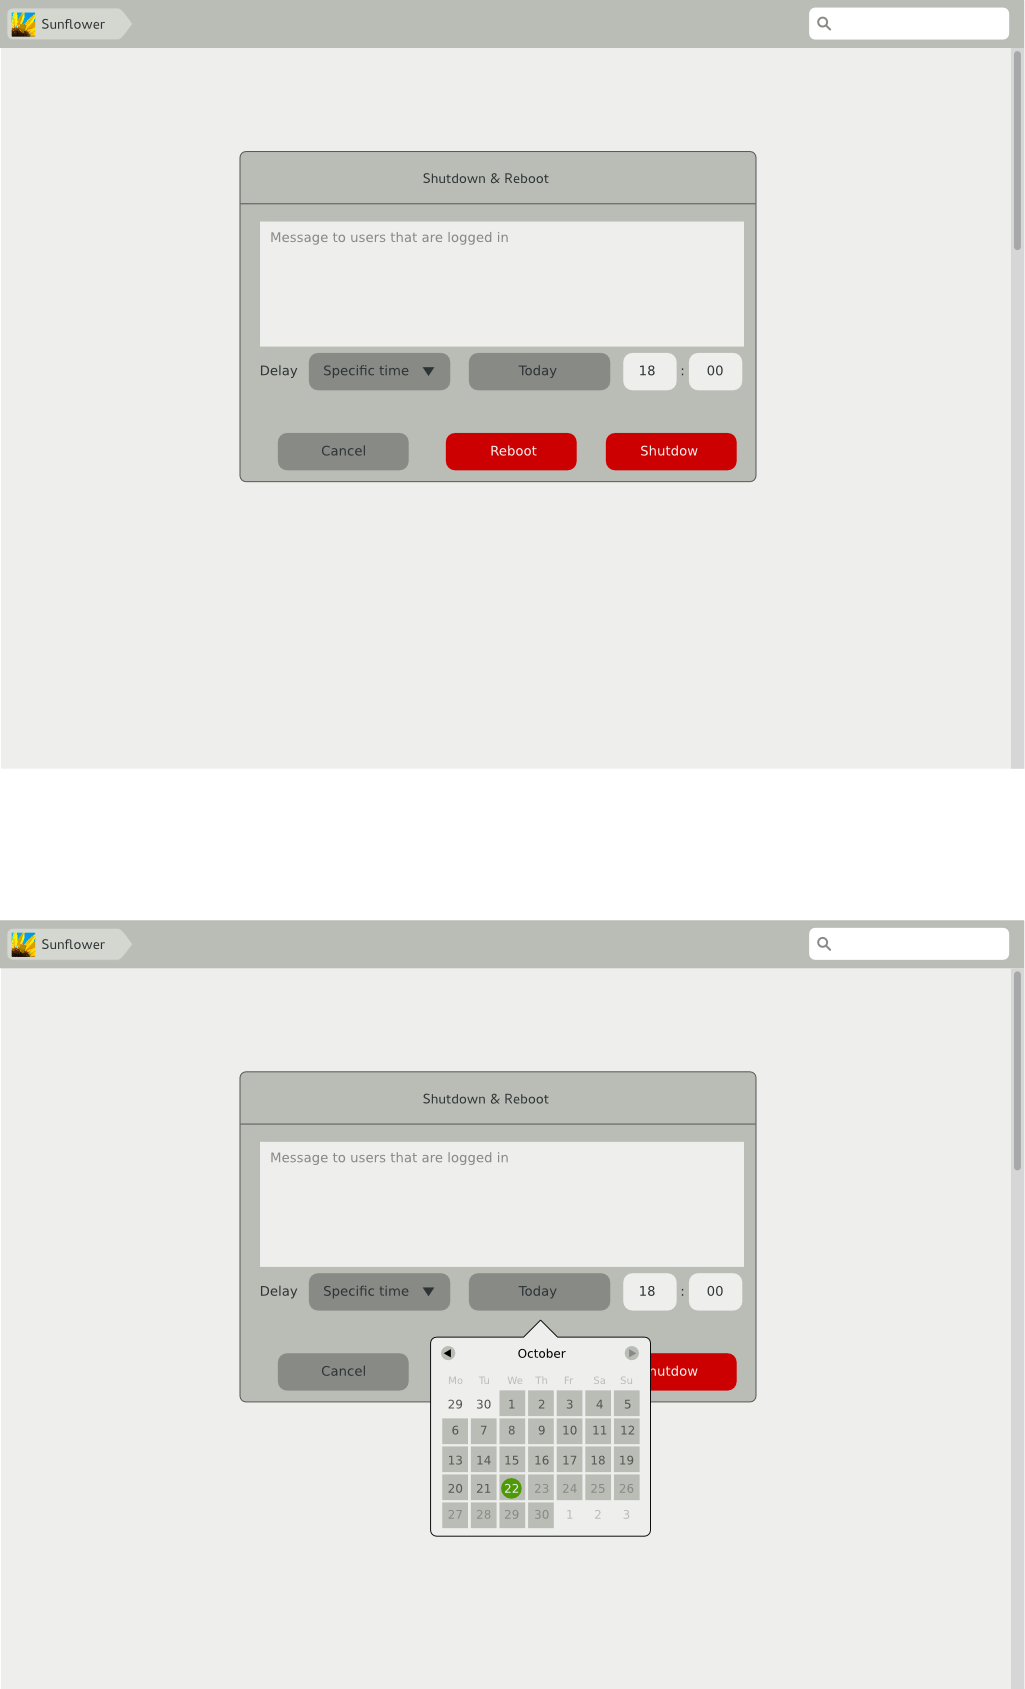 Sunflower
Shutdown & Reboot
Message to users that are logged in
Delay Specific time Today 18 : 00
Cancel Reboot Shutdow
Sunflower
Shutdown & Reboot
Message to users that are logged in
Delay Specific time Today 18 : 00
Cancel hutdow
October
Mo Tu We Th Fr Sa Su
29 30 1 2 3 4 5
6 7 8 9 10 11 12
13 14 15 16 17 18 19
20 21 22 23 24 25 26
27 28 29 30 1 2 3